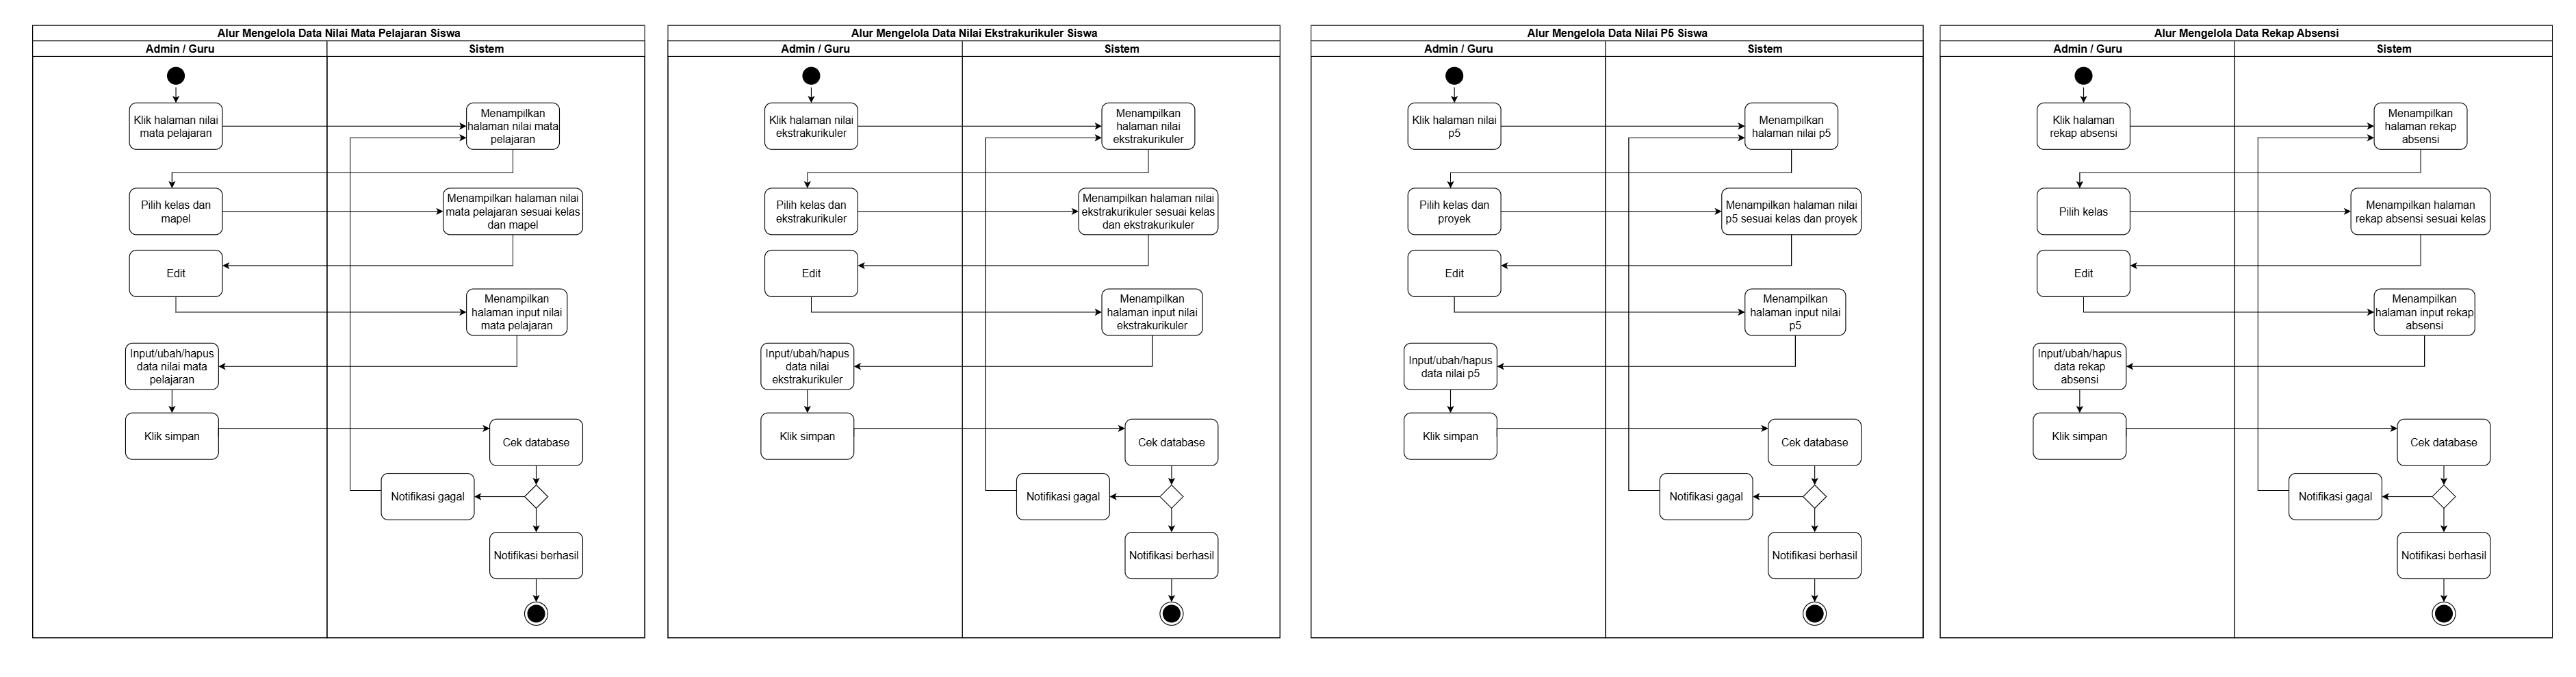 Alur Mengelola Data Nilai Mata Pelajaran Siswa
Admin / Guru
Sistem
Klik halaman nilai
mata pelajaran
Menampilkan
halaman nilai mata
pelajaran
Pilih kelas dan
mapel
Menampilkan halaman nilai
mata pelajaran sesuai kelas
dan mapel
Edit
Menampilkan
halaman input nilai
mata pelajaran
Input/ubah/hapus
data nilai mata
pelajaran
Klik simpan
Cek database
Notifikasi gagal
Notifikasi berhasil
Alur Mengelola Data Nilai Ekstrakurikuler Siswa
Admin / Guru
Sistem
Klik halaman nilai
ekstrakurikuler
Menampilkan
halaman nilai
ekstrakurikuler
Pilih kelas dan
ekstrakurikuler
Menampilkan halaman nilai
ekstrakurikuler sesuai kelas
dan ekstrakurikuler
Edit
Menampilkan
halaman input nilai
ekstrakurikuler
Input/ubah/hapus
data nilai
ekstrakurikuler
Klik simpan
Cek database
Notifikasi gagal
Notifikasi berhasil
Alur Mengelola Data Nilai P5 Siswa
Admin / Guru
Sistem
Klik halaman nilai
p5
Menampilkan
halaman nilai p5
Pilih kelas dan
proyek
Menampilkan halaman nilai
p5 sesuai kelas dan proyek
Edit
Menampilkan
halaman input nilai
p5
Input/ubah/hapus
data nilai p5
Klik simpan
Cek database
Notifikasi gagal
Notifikasi berhasil
Alur Mengelola Data Rekap Absensi
Admin / Guru
Sistem
Klik halaman
rekap absensi
Menampilkan
halaman rekap
absensi
Pilih kelas
Menampilkan halaman
rekap absensi sesuai kelas
Edit
Menampilkan
halaman input rekap
absensi
Input/ubah/hapus
data rekap
absensi
Klik simpan
Cek database
Notifikasi gagal
Notifikasi berhasil